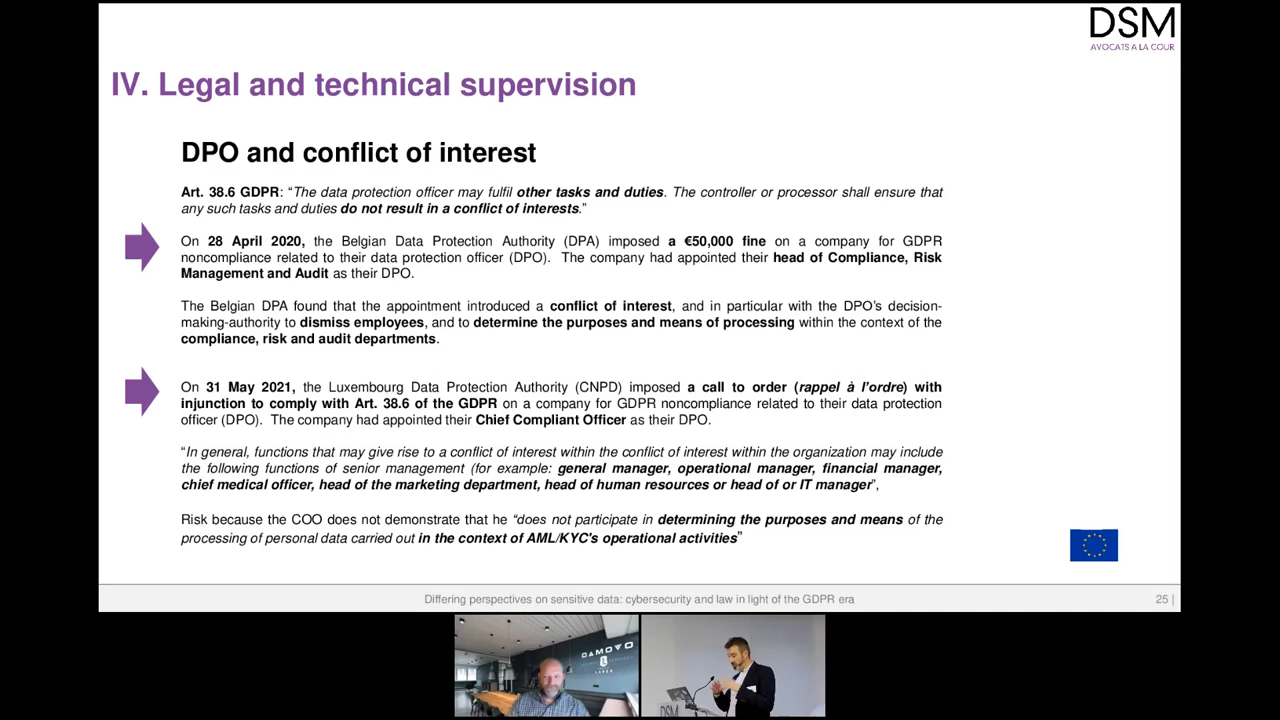 DSM
AVOCATS A LA COUR
IV. Legal and technical supervision
DPO and conflict of interest
Art. 38.6 GDPR: “The data protection officer may fulfil other tasks and duties. The controller or processor shall ensure that
any such tasks and duties do not result in a conflict of interests.”
On 28 April 2020, the Belgian Data Protection Authority (DPA) imposed a €50,000 fine on a company for GDPR
noncompliance related to their data protection officer (DPO). The company had appointed their head of Compliance, Risk
Management and Audit as their DPO.
The Belgian DPA found that the appointment introduced a conflict of interest, and in particular with the DPO’s decision-
making-authority to dismiss employees, and to determine the purposes and means of processing within the context of the
compliance, risk and audit departments.
On 31 May 2021, the Luxembourg Data Protection Authority (CNPD) imposed a call to order (rappel à l’ordre) with
injunction to comply with Art. 38.6 of the GDPR on a company for GDPR noncompliance related to their data protection
officer (DPO). The company had appointed their Chief Compliant Officer as their DPO.
“In general, functions that may give rise to a conflict of interest within the conflict of interest within the organization may include
the following functions of senior management (for example: general manager, operational manager, financial manager,
chief medical officer, head of the marketing department, head of human resources or head of or IT manager”,
Risk because the COO does not demonstrate that he “does not participate in determining the purposes and means of the
processing of personal data carried out in the context of AML/KYC's operational activities”
Differing perspectives on sensitive data: cybersecurity and law in light of the GDPR era
25 |
DAMOVO
DSM